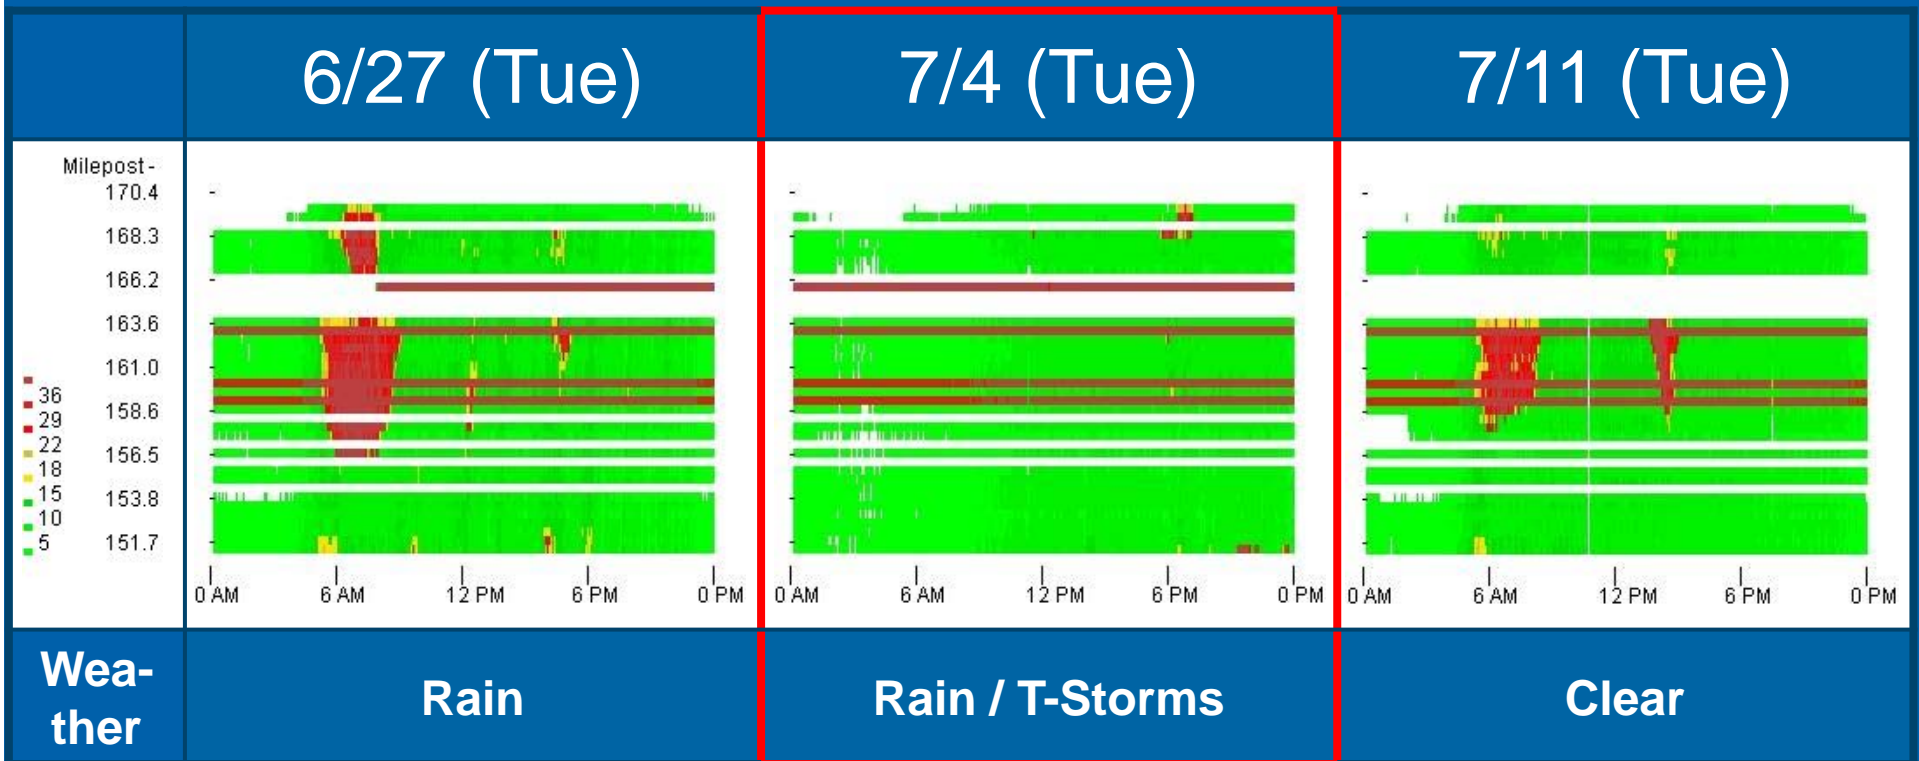 6/27 (Tue)
7/4 (Tue)
7/11 (Tue)
Milepost -
170.4
168.3
166.2
163.6
161.0
158.6
156.5
153.8
151.7
36
29
22
18
15
10
5
0 AM 6 AM 12 PM 6 PM 0 PM
0 AM 6 AM 12 PM 6 PM 0 PM
0 AM 6 AM 12 PM 6 PM 0 PM
Wea-
ther
Rain
Rain / T-Storms
Clear